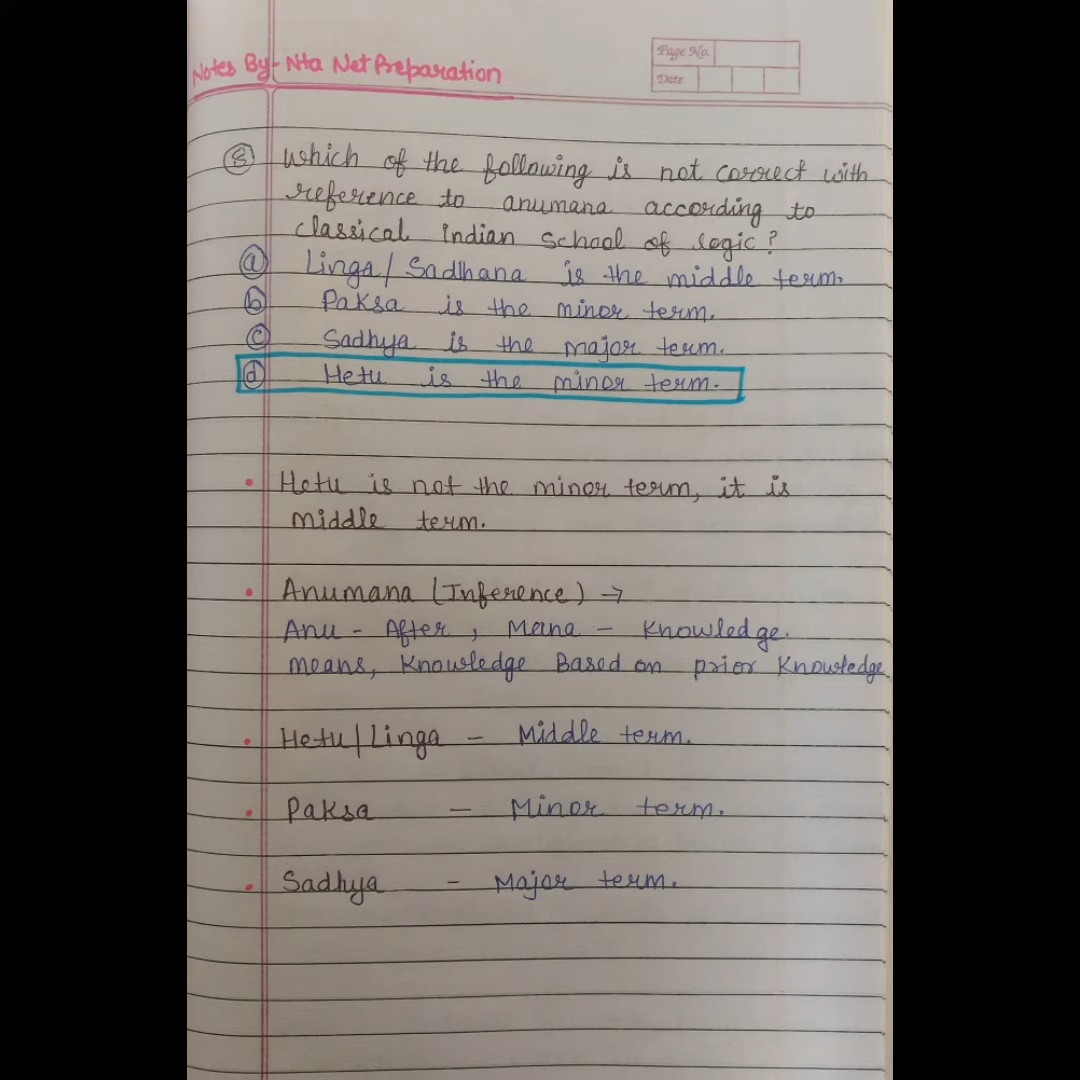 Notes By- Nta Net Preparation
Page No.
Date
8 Which of the following is not correct with
reference to anumana according to
classical Indian school of logic?
a Linga/Sadhana is the middle term.
b Paksa is the minor term.
c Sadhya is the major term.
d Hetu is the minor term.
• Hetu is not the minor term, it is
middle term.
• Anumana (Inference) →
Anu - After, Mana - Knowledge.
means, Knowledge Based on prior Knowledge
• Hetu/Linga - Middle term.
• Paksa - Minor term.
• Sadhya - Major term.